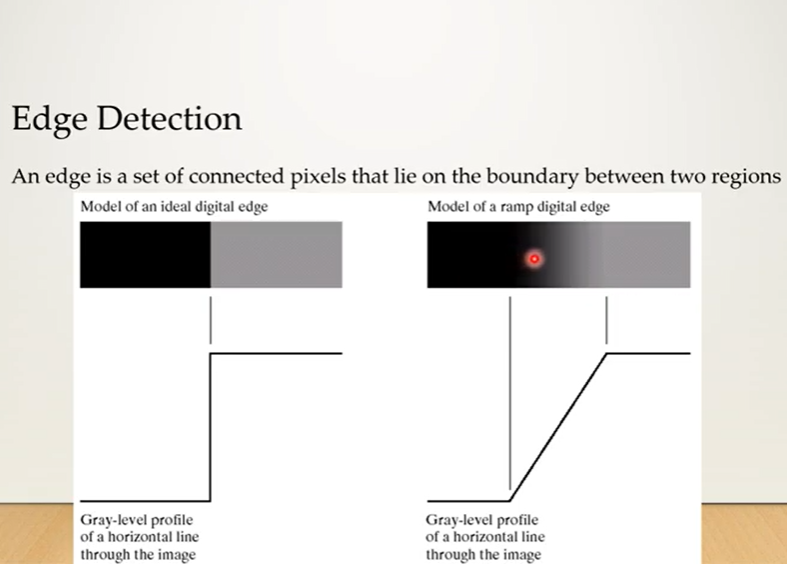 Edge Detection
An edge is a set of connected pixels that lie on the boundary between two regions
Model of an ideal digital edge
Model of a ramp digital edge
Gray-level profile
of a horizontal line
through the image
Gray-level profile
of a horizontal line
through the image